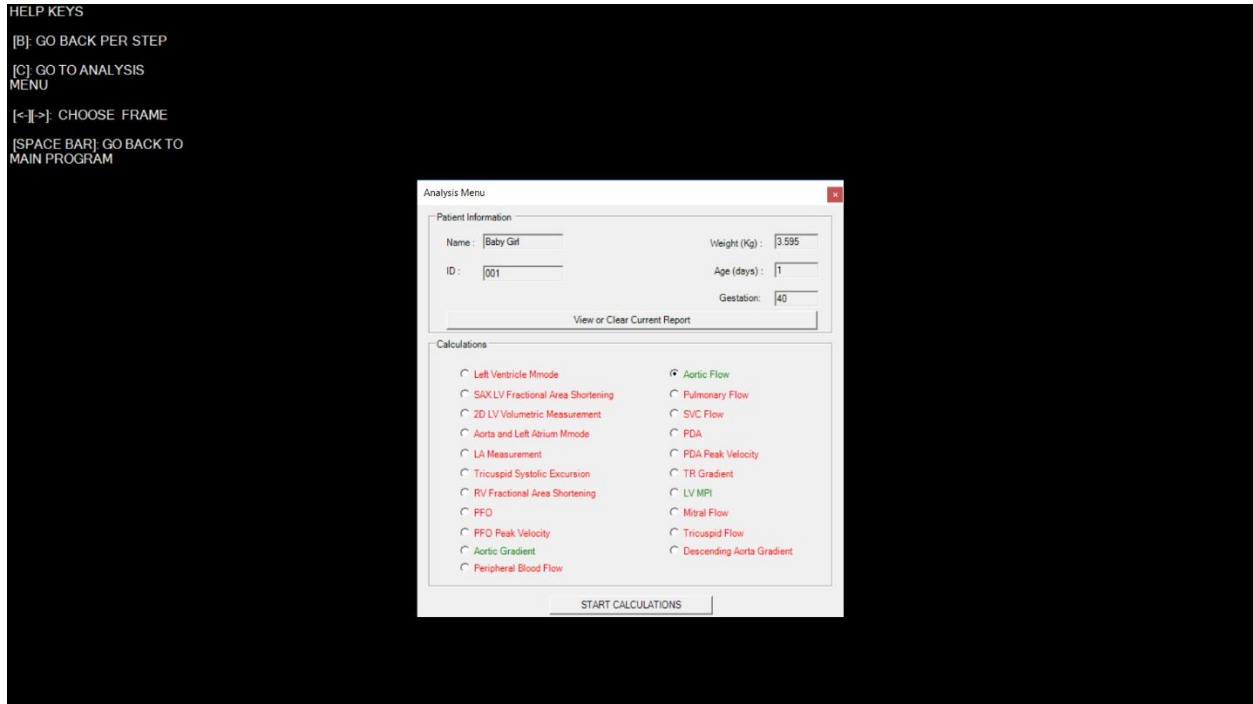 HELP KEYS
[B]: GO BACK PER STEP
[C]: GO TO ANALYSIS
MENU
[<-][->]: CHOOSE FRAME
[SPACE BAR]: GO BACK TO
MAIN PROGRAM
Analysis Menu
Patient Information
Name : Baby Girl
Weight (Kg) : 3.595
ID : 001
Age (days) : 1
Gestation: 40
View or Clear Current Report
Calculations
Left Ventricle Mmode
Aortic Flow
SAX LV Fractional Area Shortening
Pulmonary Flow
2D LV Volumetric Measurement
SVC Flow
Aorta and Left Atrium Mmode
PDA
LA Measurement
PDA Peak Velocity
Tricuspid Systolic Excursion
TR Gradient
RV Fractional Area Shortening
LV MPI
PFO
Mitral Flow
PFO Peak Velocity
Tricuspid Flow
Aortic Gradient
Descending Aorta Gradient
Peripheral Blood Flow
START CALCULATIONS